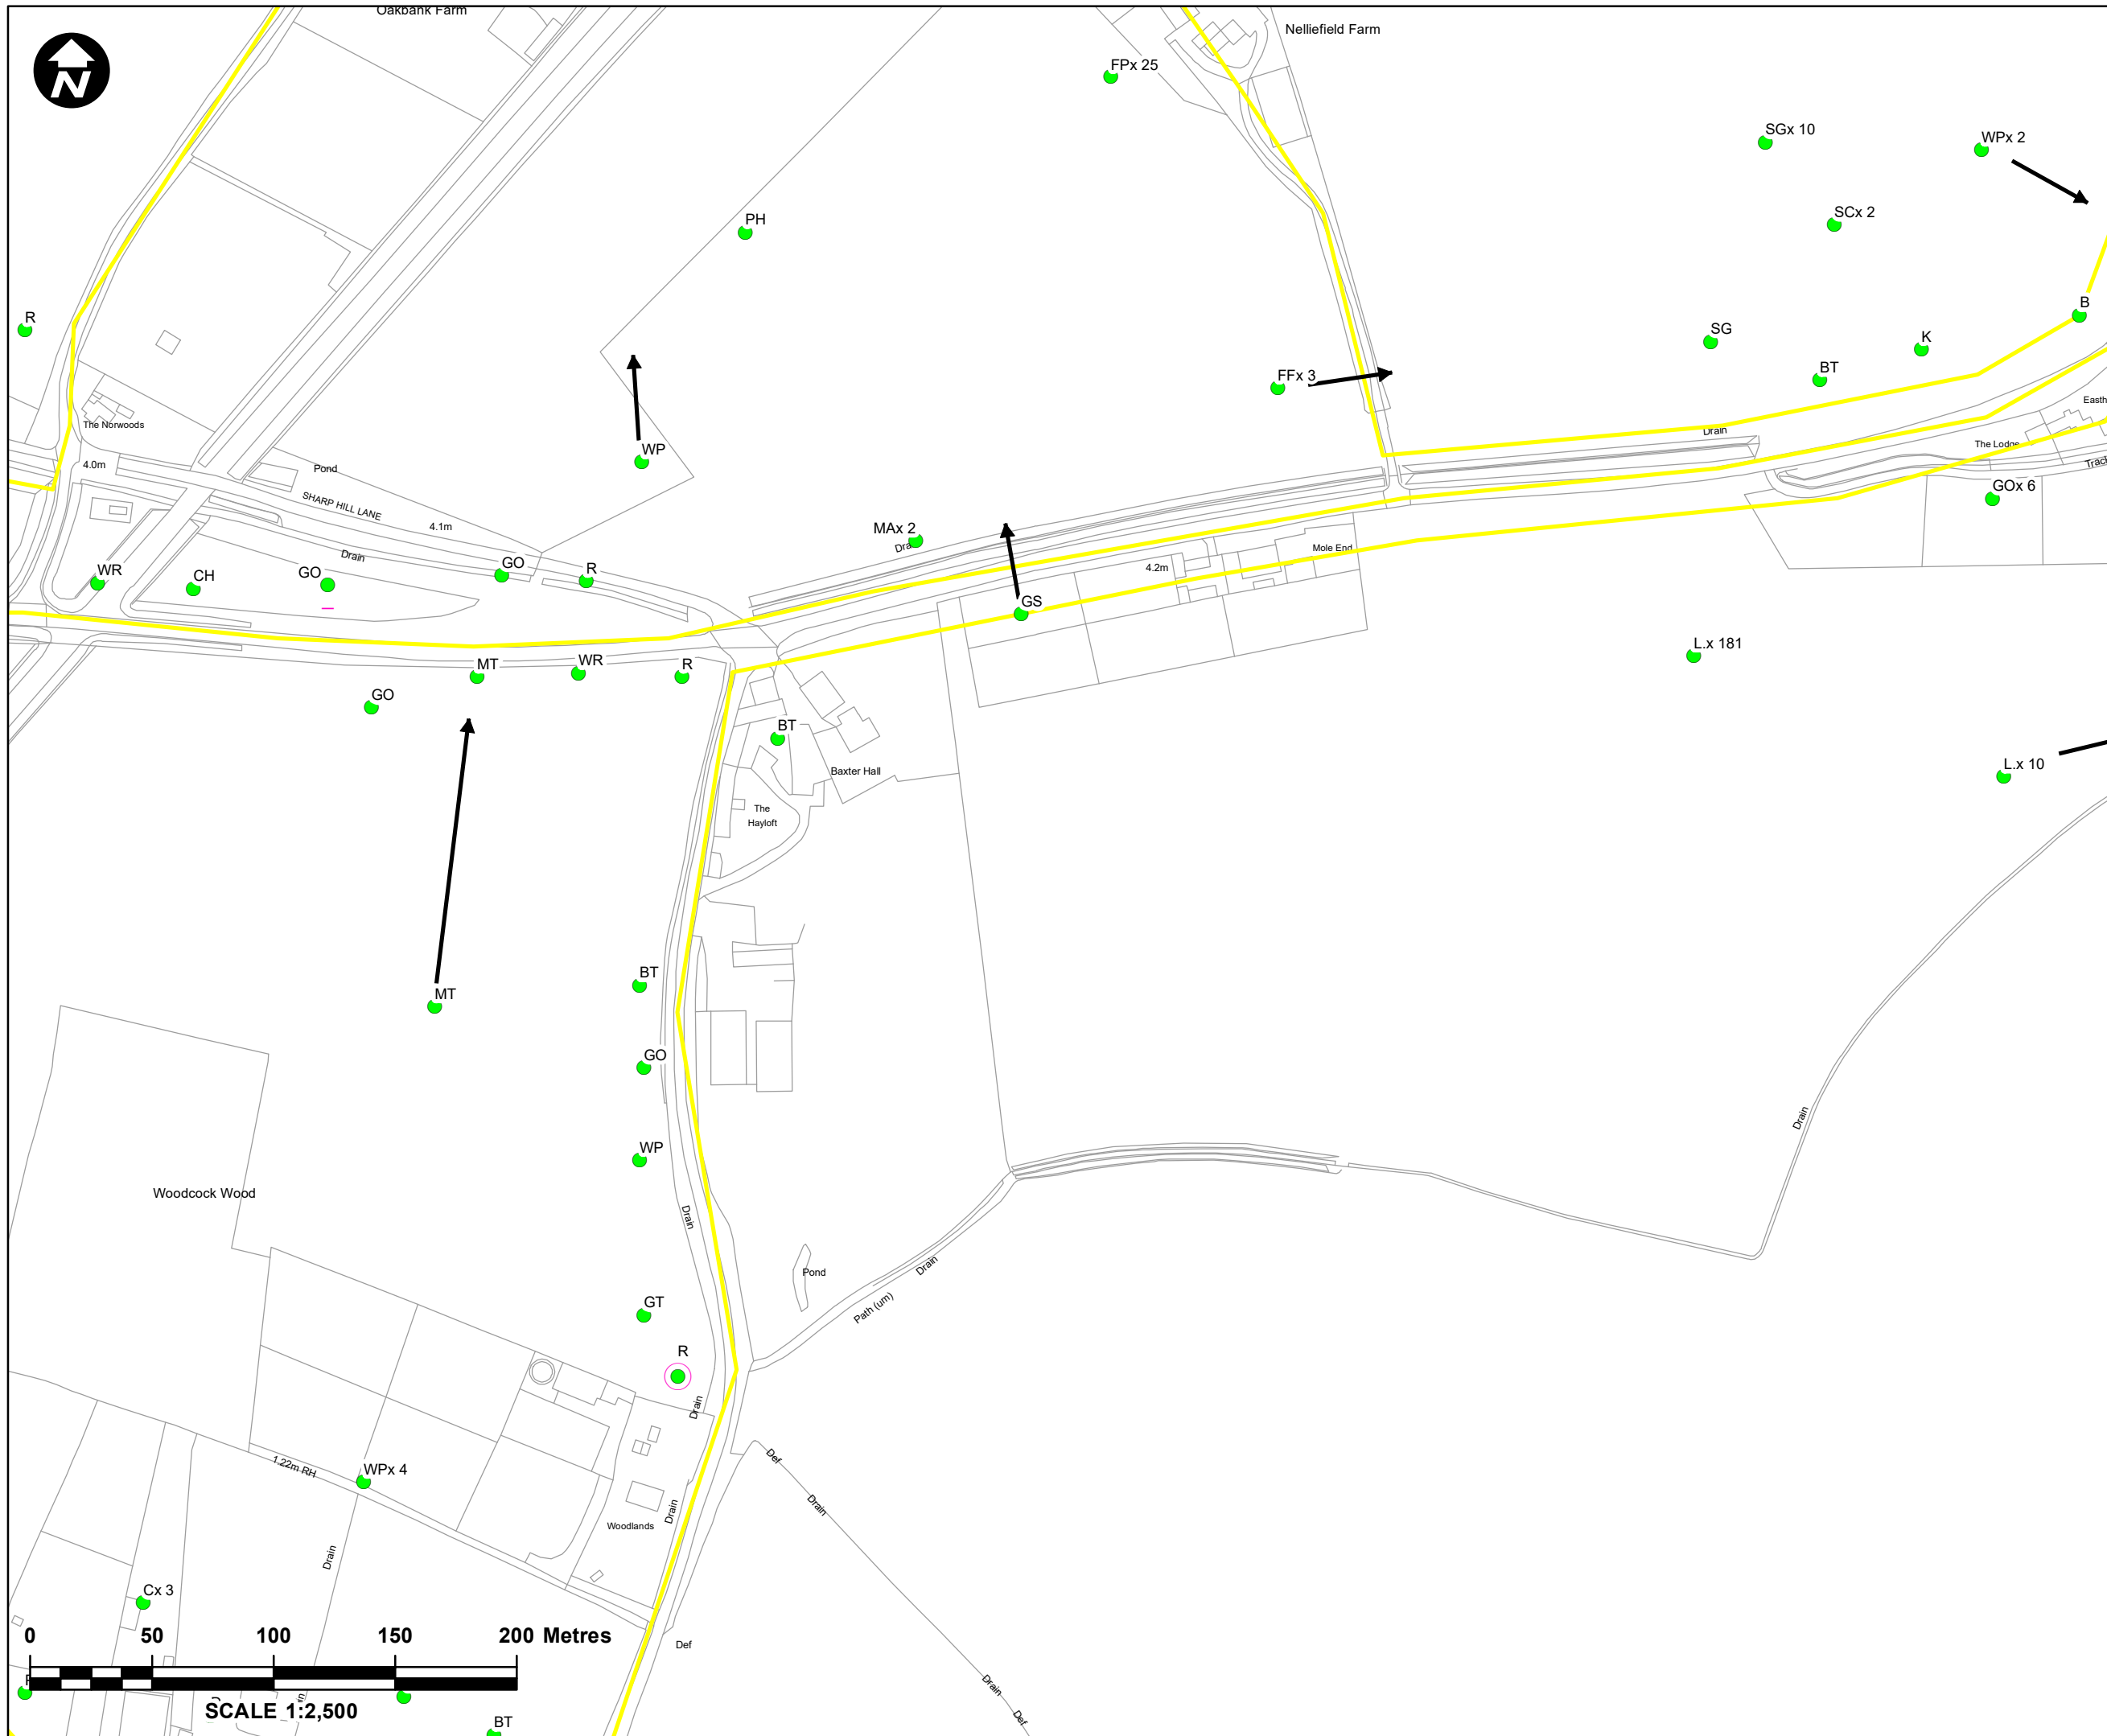 Oakbank Farm
Nelliefield Farm
N
FPx 25
SGx 10
WPx 2
SCx 2
PH
R
B
SG
K
BT
FFx 3
The Norwoods
Easth
Drain
The Lodge
Track
WP
4.0m
Pond
SHARP HILL LANE
4.1m
GOx 6
MAx 2
Drain
Mole End
4.2m
WR
CH
GO
GO
R
GS
MT
WR
R
L.x 181
GO
BT
Baxter Hall
L.x 10
The
Hayloft
BT
MT
GO
Drain
WP
Woodcock Wood
Drain
Pond
Drain
Path (um)
GT
R
Drain
Def
1.22m RH
WPx 4
Drain
Drain
Woodlands
Drain
Cx 3
0 50 100 150 200 Metres
Def
Drain
SCALE 1:2,500
BT
Def